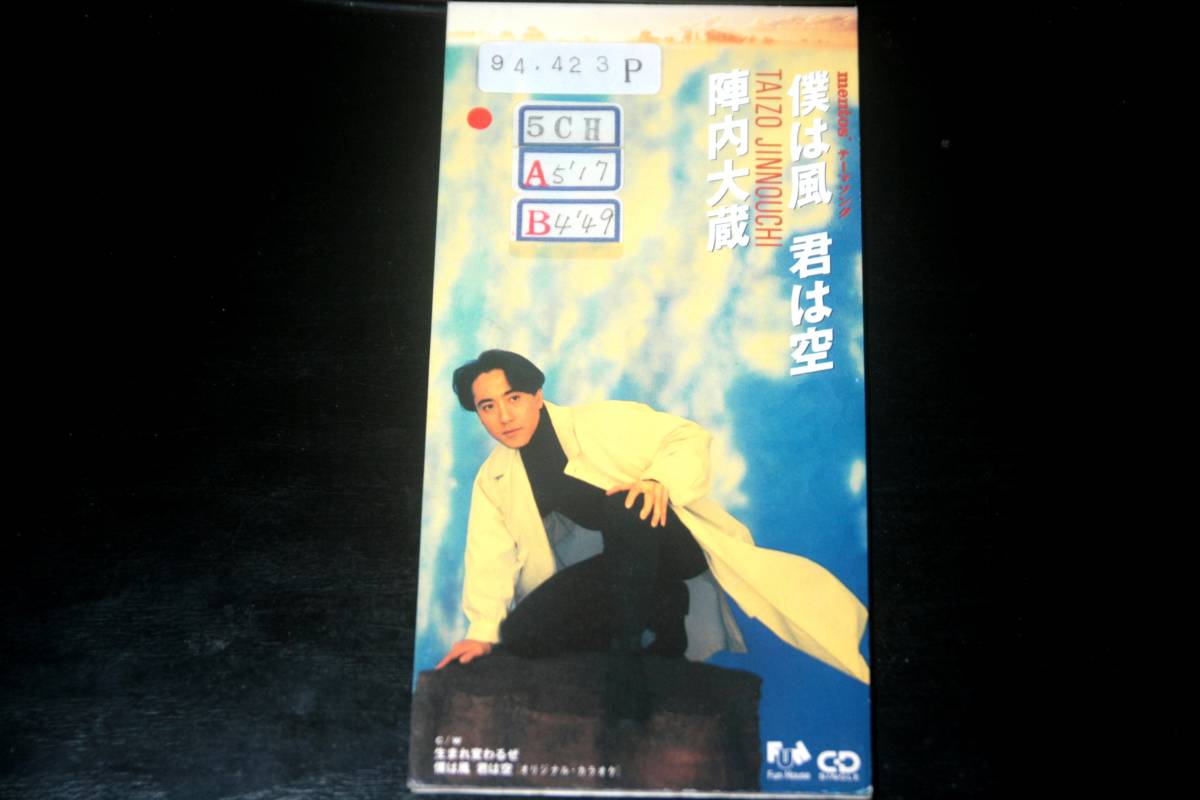 94.423 P
5CH
A5'17
B4'49
mentos® テーマソング
僕は風 君は空
TAIZO JINNOUCHI
陣内大蔵
C/W
生まれ変わるぜ
僕は風 君は空[オリジナル・カラオケ]
FUN
Fun House
CD
SINGLE